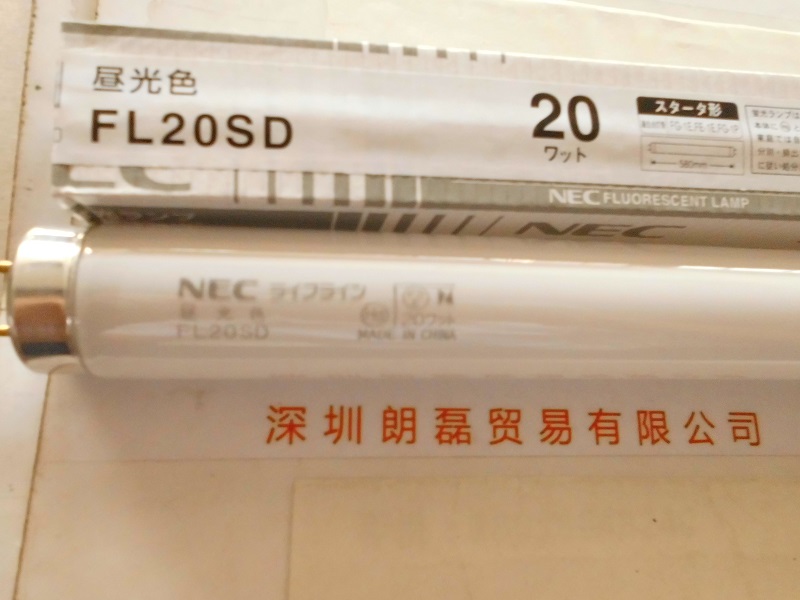 昼光色
FL20SD
20
ワット
スタータ形
580mm
NEC FLUORESCENT LAMP
NEC
NEC ライフライン
昼光色
FL20SD
20ワット
MADE IN CHINA
深圳朗磊贸易有限公司